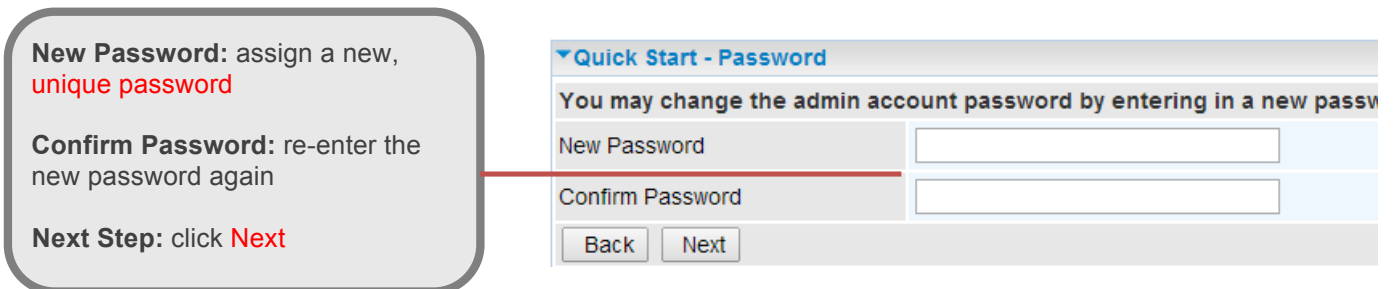 New Password: assign a new,
unique password
Confirm Password: re-enter the
new password again
Next Step: click Next
Quick Start - Password
You may change the admin account password by entering in a new
New Password
Confirm Password
Back Next